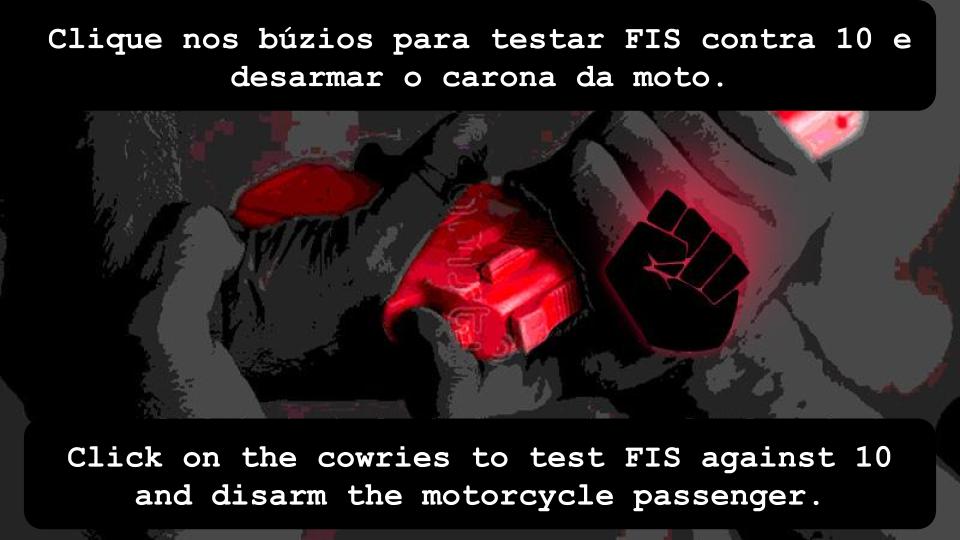 Clique nos búzios para testar FIS contra 10 e
desarmar o carona da moto.
Click on the cowries to test FIS against 10
and disarm the motorcycle passenger.